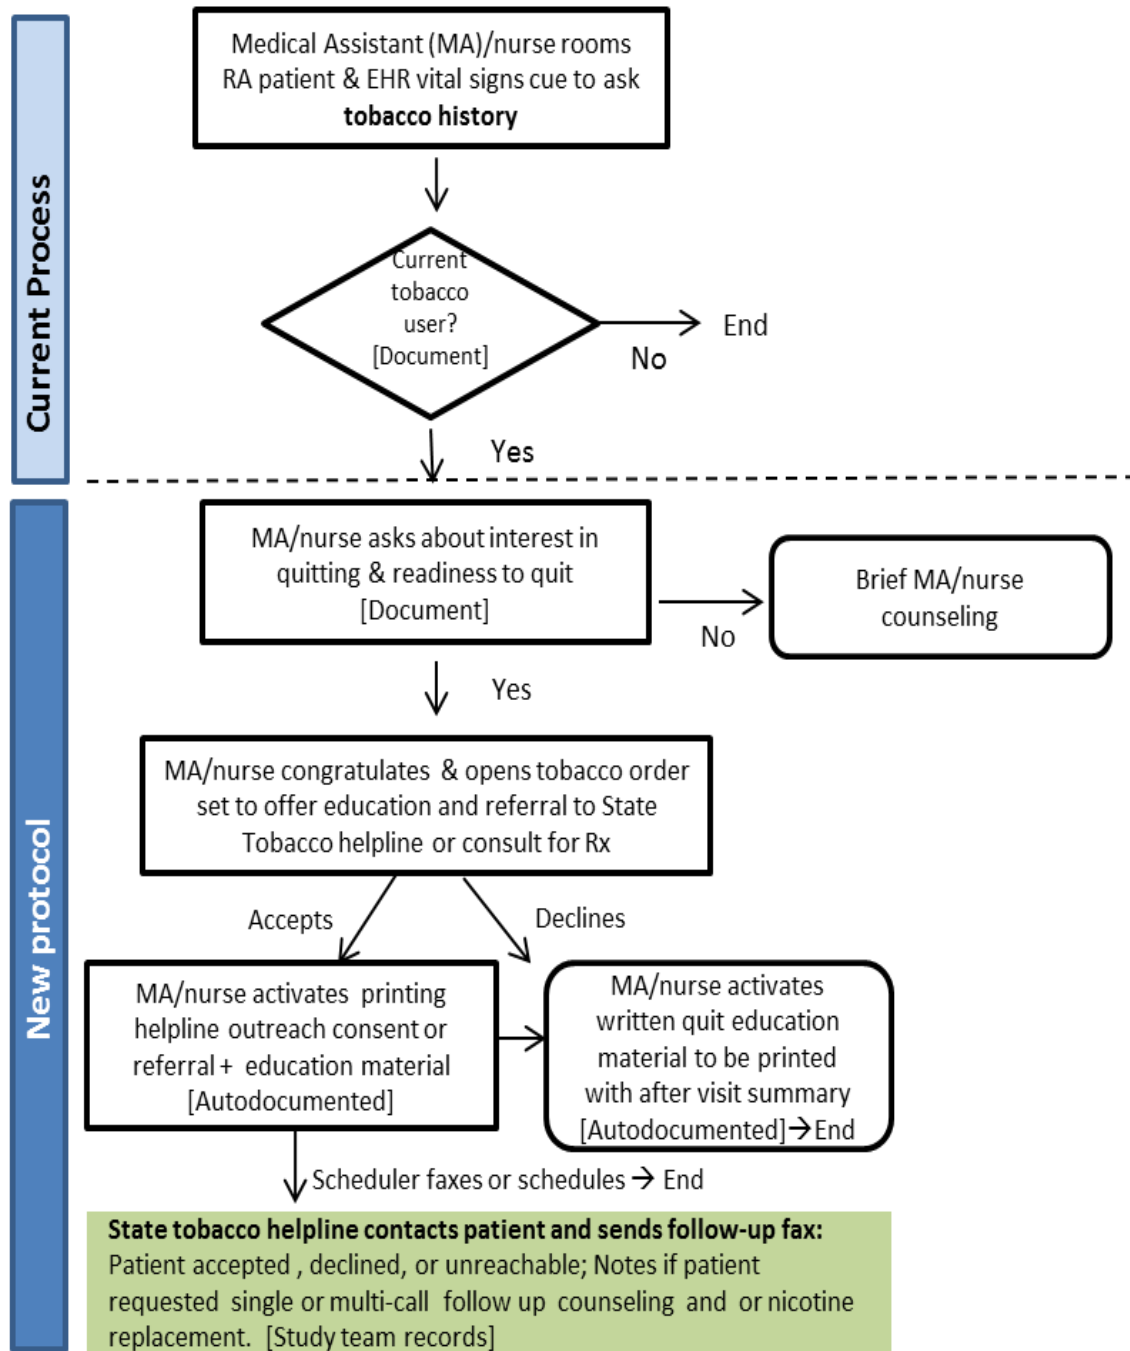 Current Process
Medical Assistant (MA)/nurse rooms
RA patient & EHR vital signs cue to ask
tobacco history
Current
tobacco
user?
[Document]
No
End
Yes
New protocol
MA/nurse asks about interest in
quitting & readiness to quit
[Document]
No
Brief MA/nurse
counseling
Yes
MA/nurse congratulates & opens tobacco order
set to offer education and referral to State
Tobacco helpline or consult for Rx
Accepts
Declines
MA/nurse activates printing
helpline outreach consent or
referral + education material
[Autodocumented]
MA/nurse activates
written quit education
material to be printed
with after visit summary
[Autodocumented]→End
Scheduler faxes or schedules → End
State tobacco helpline contacts patient and sends follow-up fax:
Patient accepted , declined, or unreachable; Notes if patient
requested single or multi-call follow up counseling and or nicotine
replacement. [Study team records]